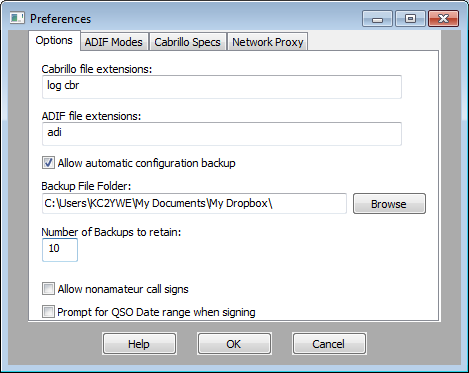 Preferences
Options ADIF Modes Cabrillo Specs Network Proxy
Cabrillo file extensions:
log cbr
ADIF file extensions:
adi
Allow automatic configuration backup
Backup File Folder:
C:\Users\KC2YWE\My Documents\My Dropbox\ Browse
Number of Backups to retain:
10
Allow nonamateur call signs
Prompt for QSO Date range when signing
Help OK Cancel